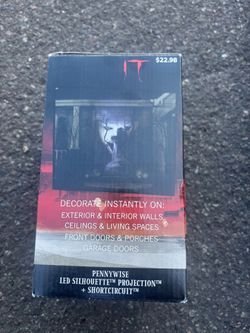 IT
$22.98
DECORATE INSTANTLY ON:
EXTERIOR & INTERIOR WALLS
CEILINGS & LIVING SPACES
FRONT DOORS & PORCHES
GARAGE DOORS
PENNYWISE
LED SILHOUETTE™ PROJECTION™
+ SHORTCIRCUIT™